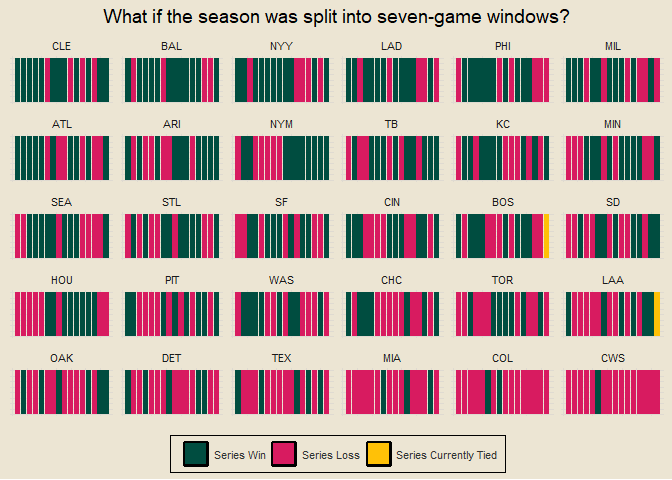 What if the season was split into seven-game windows?
CLE BAL NYY LAD PHI MIL
ATL ARI NYM TB KC MIN
SEA STL SF CIN BOS SD
HOU PIT WAS CHC TOR LAA
OAK DET TEX MIA COL CWS
Series Win Series Loss Series Currently Tied